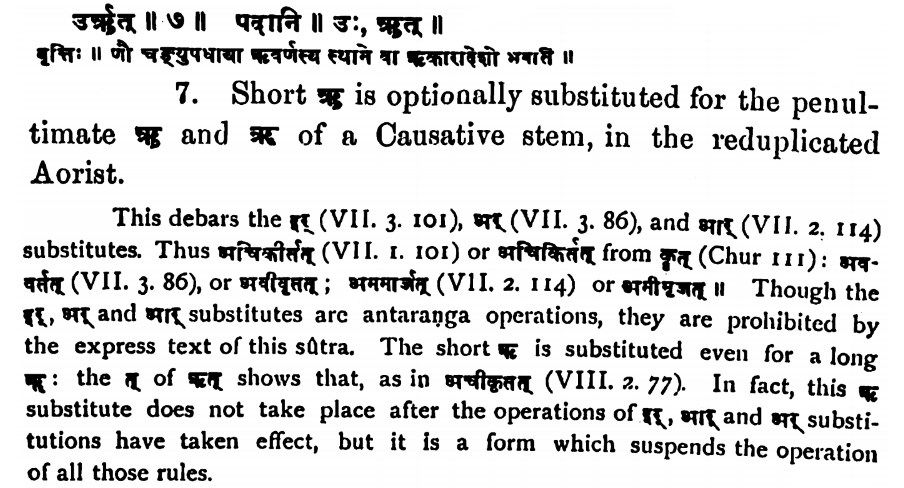 उर्ऋत् ॥ ७ ॥ पदानि ॥ उः, ऋत् ॥
वृत्तिः ॥ णौ चङ्युपधाया ऋवर्णस्य स्थाने वा ऋकारादेशो भवति ॥
7. Short ऋ is optionally substituted for the penul-
timate ऋ and ॠ of a Causative stem, in the reduplicated
Aorist.
This debars the इर् (VII. 3. 101), अर् (VII. 3. 86), and आर् (VII. 2. 114)
substitutes. Thus अचिकीर्तत् (VII. 1. 101) or अचिकिर्तत् from कॄत् (Chur 111): अव-
वर्तत् (VII. 3. 86), or अवीवृतत्; अममार्जत् (VII. 2. 114) or अमीमृजत् ॥ Though the
इर्, अर् and आर् substitutes are antaraṇga operations, they are prohibited by
the express text of this sûtra. The short ऋ is substituted even for a long
ॠ: the त् of ऋत् shows that, as in अचीकृतत् (VIII. 2. 77). In fact, this ऋ
substitute does not take place after the operations of इर्, आर् and अर् substi-
tutions have taken effect, but it is a form which suspends the operation
of all those rules.